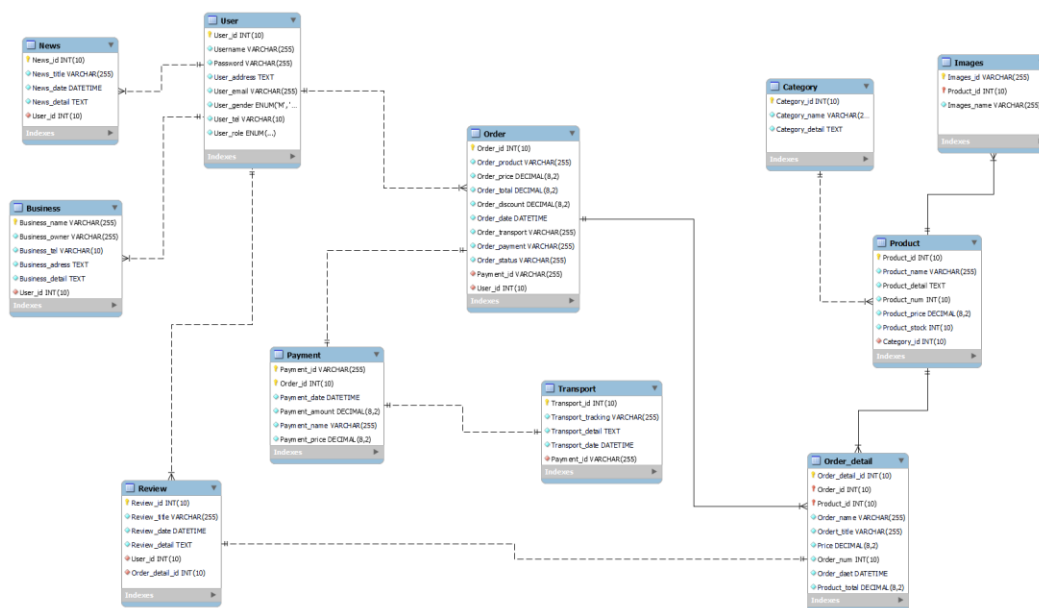 User
User_id INT(10)
Username VARCHAR(255)
Password VARCHAR(255)
User_address TEXT
User_email VARCHAR(255)
User_gender ENUM('M','...
User_tel VARCHAR(10)
User_role ENUM(...)
Indexes
News
News_id INT(10)
News_title VARCHAR(255)
News_date DATETIME
News_detail TEXT
User_id INT(10)
Indexes
Business
Business_name VARCHAR(255)
Business_owner VARCHAR(255)
Business_tel VARCHAR(10)
Business_adress TEXT
Business_detail TEXT
User_id INT(10)
Indexes
Order
Order_id INT(10)
Order_product VARCHAR(255)
Order_price DECIMAL(8,2)
Order_total DECIMAL(8,2)
Order_discount DECIMAL(8,2)
Order_date DATETIME
Order_transport VARCHAR(255)
Order_payment VARCHAR(255)
Order_status VARCHAR(255)
Payment_id VARCHAR(255)
User_id INT(10)
Indexes
Category
Category_id INT(10)
Category_name VARCHAR(2...
Category_detail TEXT
Indexes
Images
Images_id VARCHAR(255)
Product_id INT(10)
Images_name VARCHAR(255)
Indexes
Product
Product_id INT(10)
Product_name VARCHAR(255)
Product_detail TEXT
Product_num INT(10)
Product_price DECIMAL(8,2)
Product_stock INT(10)
Category_id INT(10)
Indexes
Payment
Payment_id VARCHAR(255)
Order_id INT(10)
Payment_date DATETIME
Payment_amount DECIMAL(8,2)
Payment_name VARCHAR(255)
Payment_price DECIMAL(8,2)
Indexes
Transport
Transport_id INT(10)
Transport_tracking VARCHAR(255)
Transport_detail TEXT
Transport_date DATETIME
Payment_id VARCHAR(255)
Indexes
Review
Review_id INT(10)
Review_title VARCHAR(255)
Review_date DATETIME
Review_detail TEXT
User_id INT(10)
Order_detail_id INT(10)
Indexes
Order_detail
Order_detail_id INT(10)
Order_id INT(10)
Product_id INT(10)
Order_name VARCHAR(255)
Ordert_title VARCHAR(255)
Price DECIMAL(8,2)
Order_num INT(10)
Order_daet DATETIME
Product_total DECIMAL(8,2)
Indexes